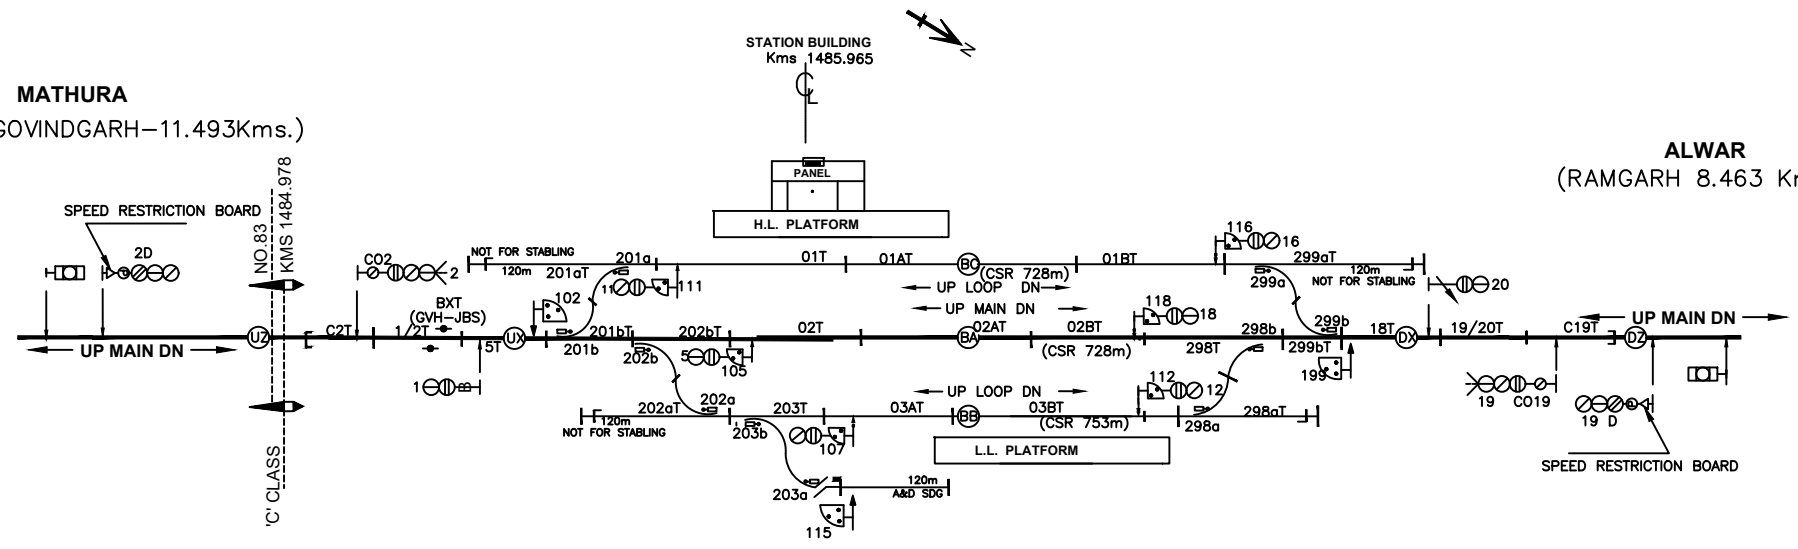 STATION BUILDING
Kms 1485.965
C
L
N
MATHURA
GOVINDGARH-11.493Kms.)
ALWAR
(RAMGARH 8.463 K
PANEL
H.L. PLATFORM
SPEED RESTRICTION BOARD
2D
NO.83
KMS 1484.978
CO2
2
NOT FOR STABLING
120m
201aT
201a
01T
01AT
BC
(CSR 728m)
01BT
116
16
299aT
299a
120m
NOT FOR STABLING
20
11
111
UP LOOP DN
BXT
(GVH-JBS)
102
UP MAIN DN
118
18
UZ
C2T
1/2T
5T
UX
201bT
201b
202bT
202b
02T
BA
02AT
02BT
(CSR 728m)
298T
298b
299b
299bT
18T
DX
19/20T
C19T
DZ
UP MAIN DN
UP MAIN DN
5
105
199
1
B
UP LOOP DN
112
12
19
CO19
19 D
202a
202aT
120m
NOT FOR STABLING
203T
203b
03AT
BB
03BT
(CSR 753m)
298a
298aT
107
L.L. PLATFORM
SPEED RESTRICTION BOARD
'C' CLASS
203a
120m
A&D SDG
115